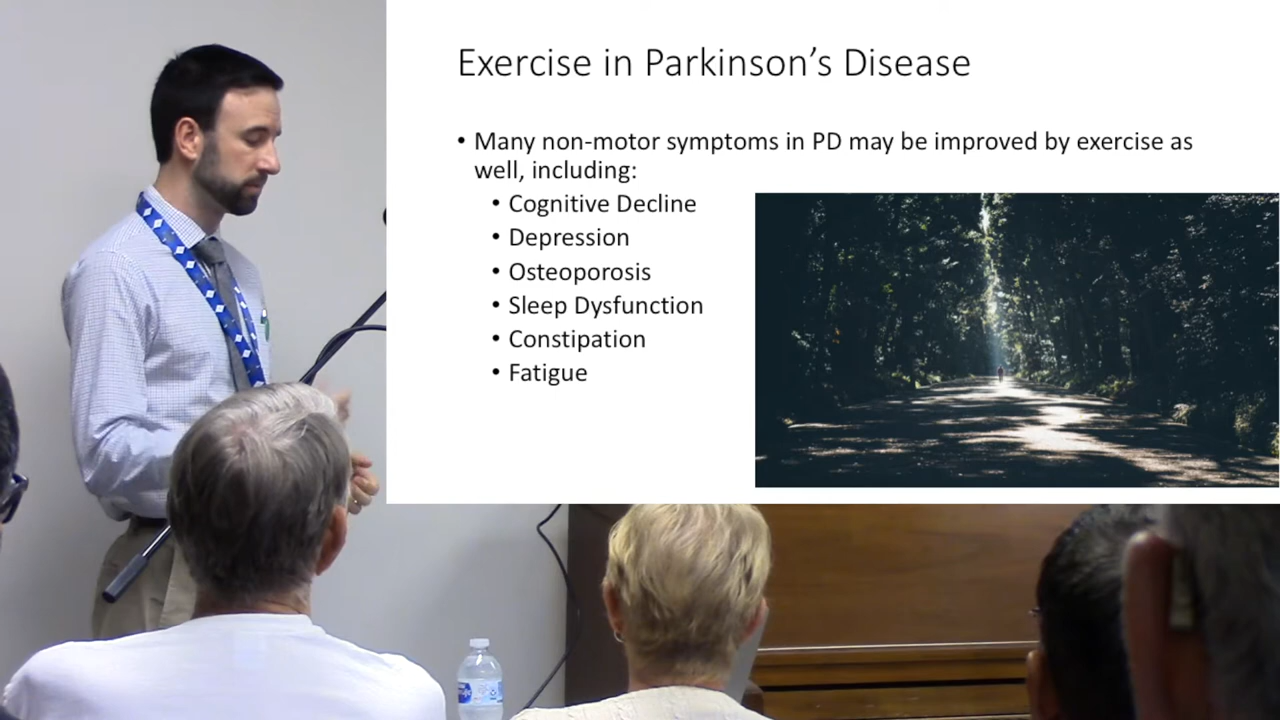 Exercise in Parkinson’s Disease
• Many non-motor symptoms in PD may be improved by exercise as
well, including:
• Cognitive Decline
• Depression
• Osteoporosis
• Sleep Dysfunction
• Constipation
• Fatigue